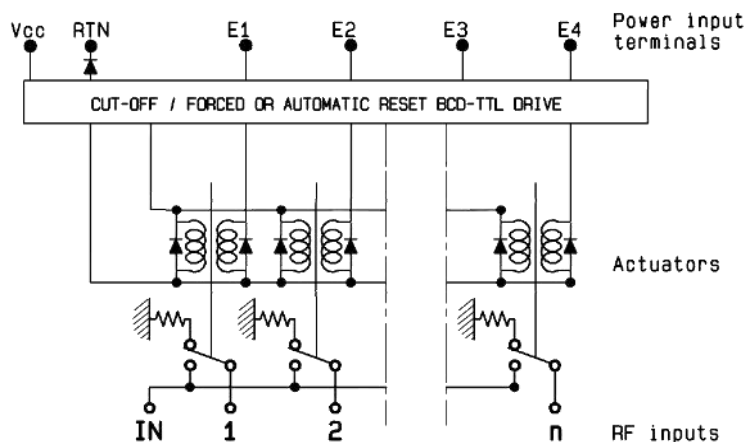 Vcc RTN E1 E2 E3 E4 Power input
terminals
CUT-OFF / FORCED OR AUTOMATIC RESET BCD-TTL DRIVE
Actuators
IN 1 2 n RF inputs